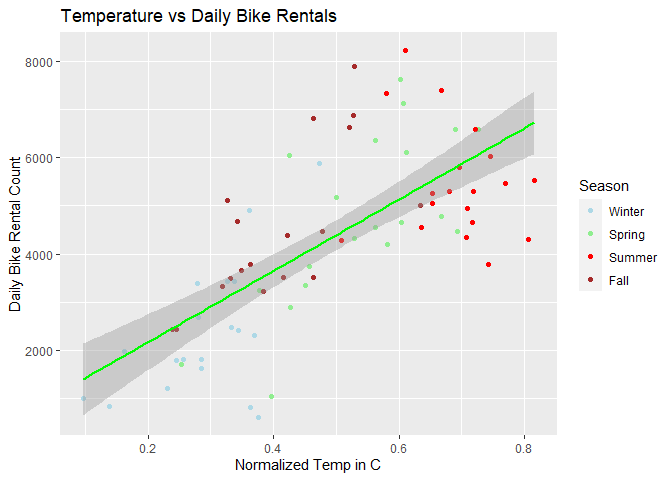 Temperature vs Daily Bike Rentals
8000
6000
4000
2000
Daily Bike Rental Count
0.2 0.4 0.6 0.8
Normalized Temp in C
Season
Winter
Spring
Summer
Fall